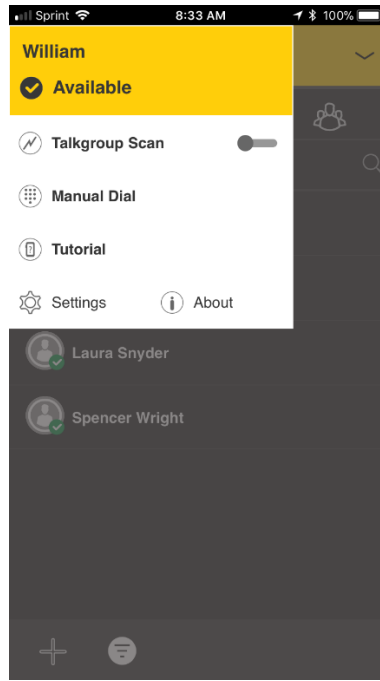 Sprint 8:33 AM 100%
William
Available
Talkgroup Scan
Manual Dial
Tutorial
Settings About
Laura Snyder
Spencer Wright